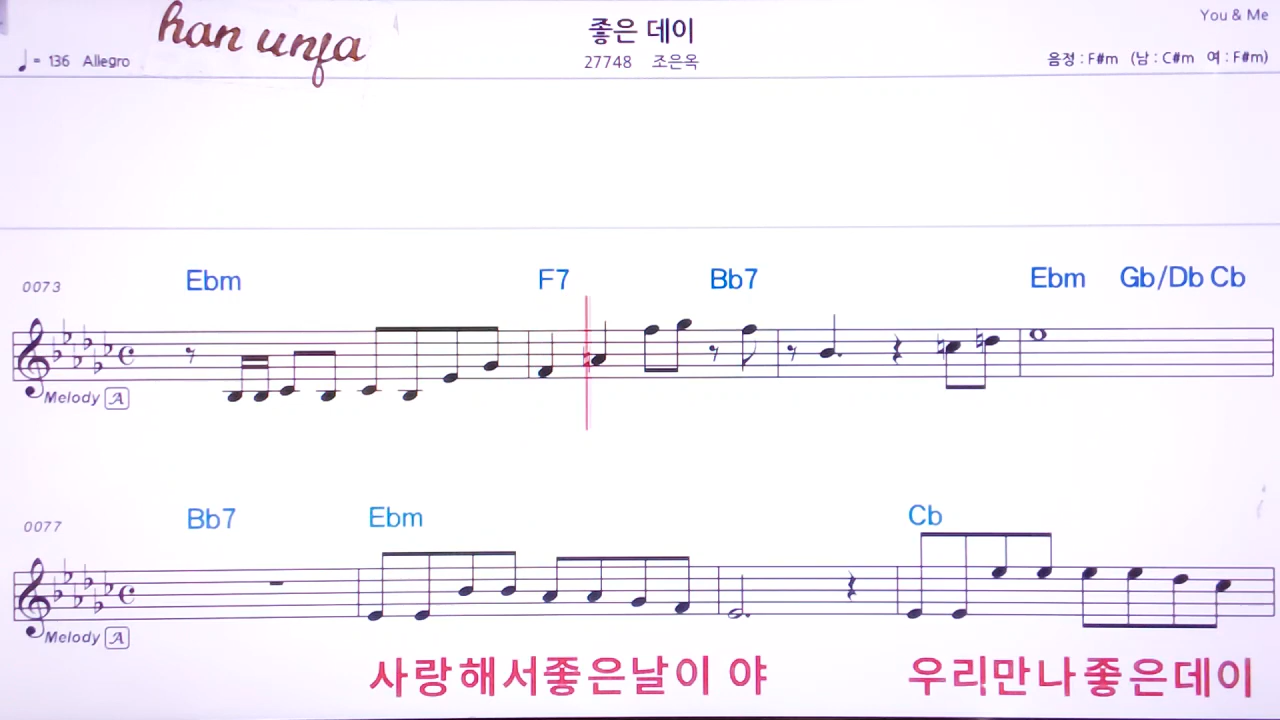 You & Me
han unfa
좋은 데이
♩= 136 Allegro
27748 조은옥
음정 : F#m (남 : C#m 여 : F#m)
0073
Ebm F7 Bb7 Ebm Gb/Db Cb
Melody A
0077
Bb7 Ebm Cb
Melody A
사랑해서좋은날이 야 우리만나좋은데이